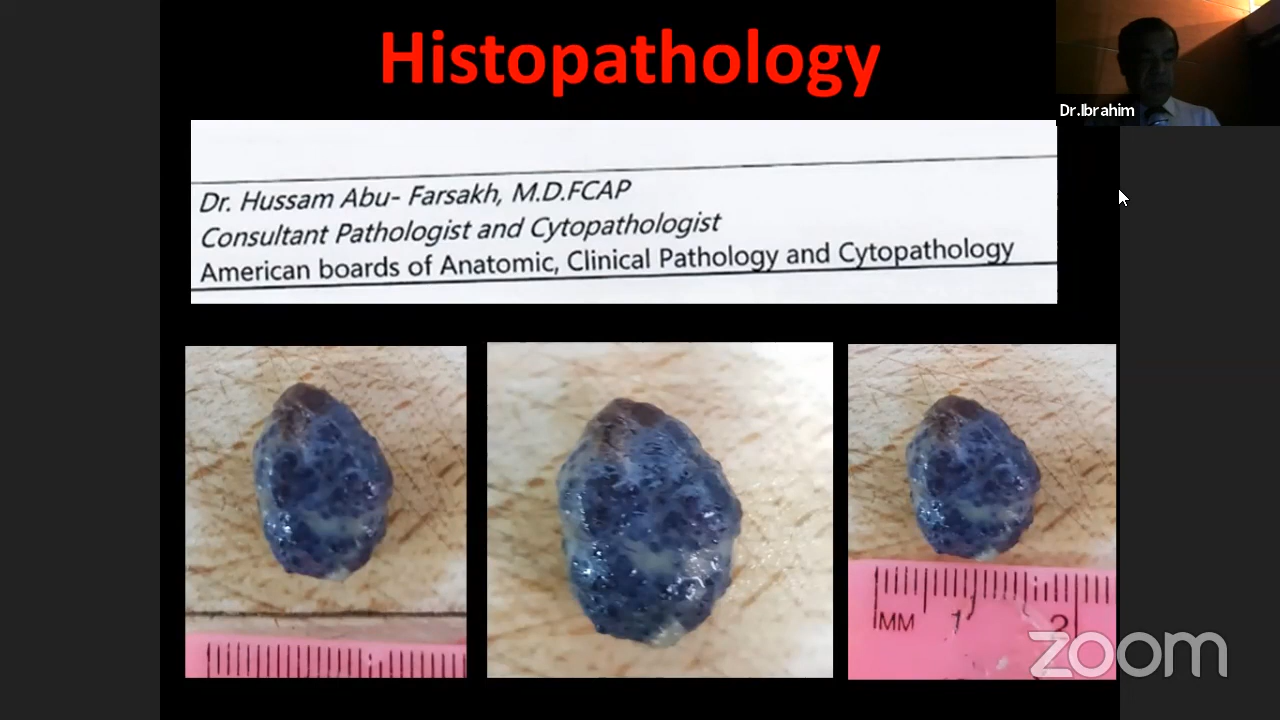 Histopathology
Dr.Ibrahim
Dr. Hussam Abu- Farsakh, M.D.FCAP
Consultant Pathologist and Cytopathologist
American boards of Anatomic, Clinical Pathology and Cytopathology
MM 1 2
zoom